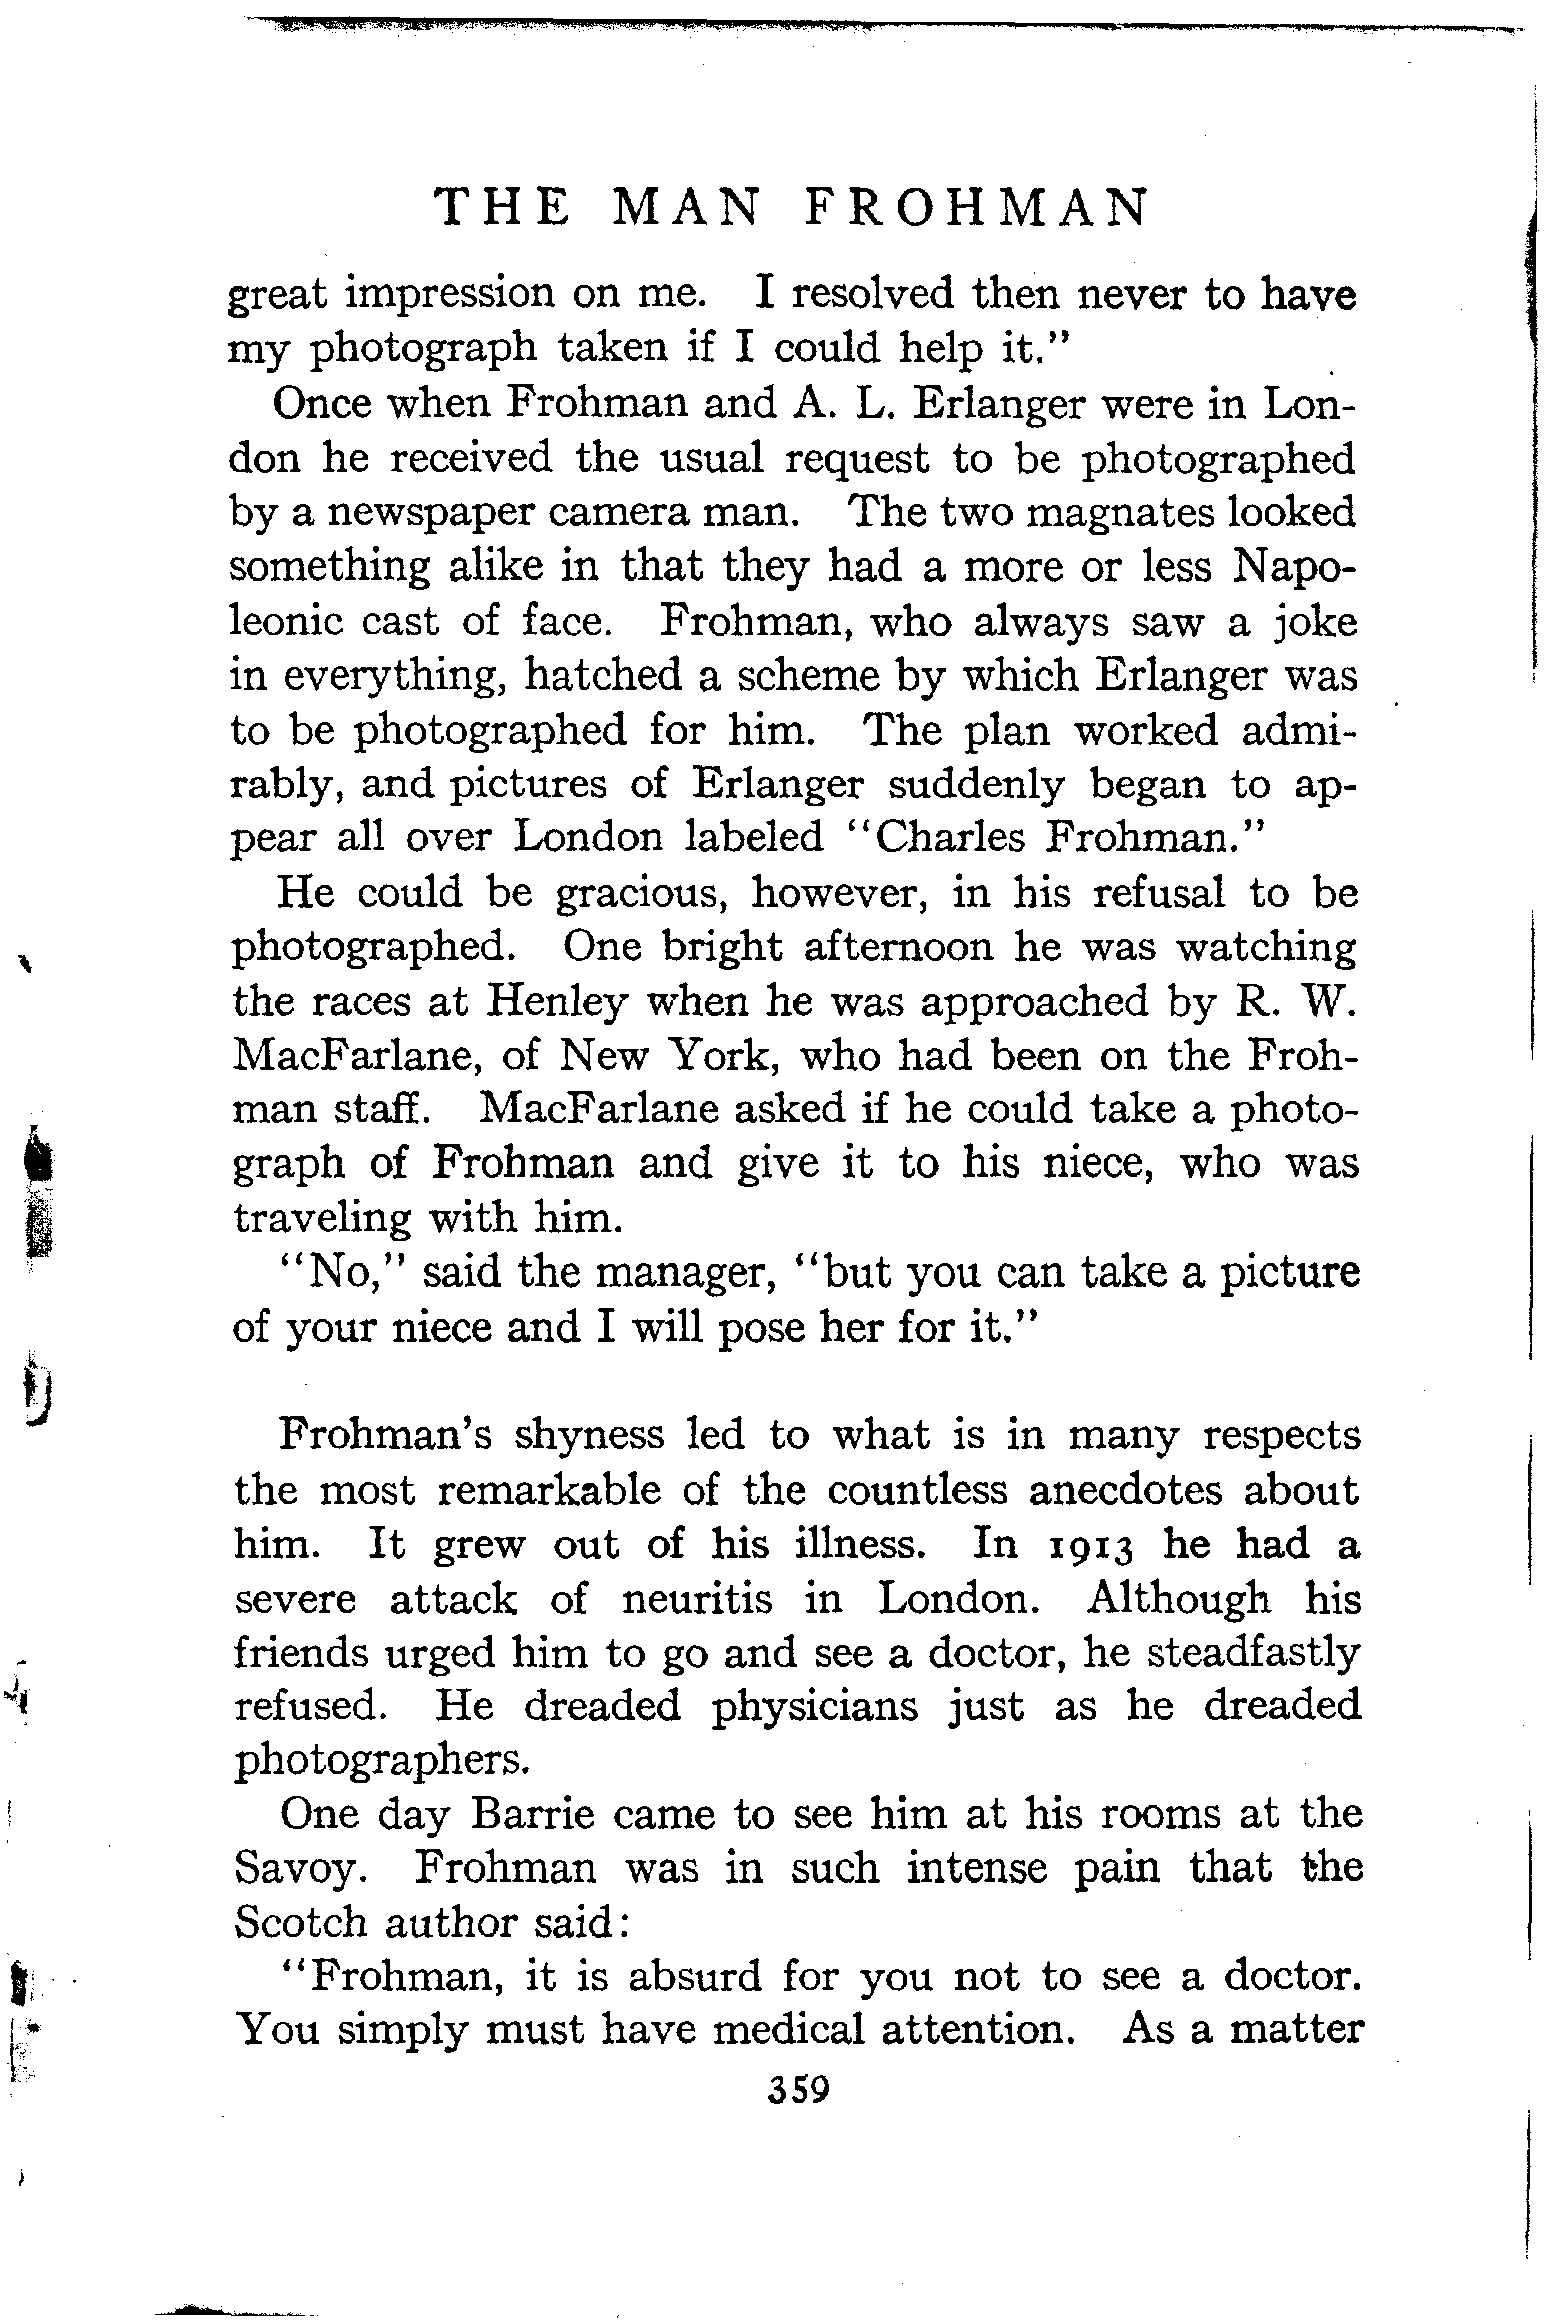 THE MAN FROHMAN
great impression on me. I resolved then never to have
my photograph taken if I could help it."
Once when Frohman and A. L. Erlanger were in Lon-
don he received the usual request to be photographed
by a newspaper camera man. The two magnates looked
something alike in that they had a more or less Napo-
leonic cast of face. Frohman, who always saw a joke
in everything, hatched a scheme by which Erlanger was
to be photographed for him. The plan worked admi-
rably, and pictures of Erlanger suddenly began to ap-
pear all over London labeled "Charles Frohman."
He could be gracious, however, in his refusal to be
photographed. One bright afternoon he was watching
the races at Henley when he was approached by R. W.
MacFarlane, of New York, who had been on the Froh-
man staff. MacFarlane asked if he could take a photo-
graph of Frohman and give it to his niece, who was
traveling with him.
"No," said the manager, "but you can take a picture
of your niece and I will pose her for it."
Frohman's shyness led to what is in many respects
the most remarkable of the countless anecdotes about
him. It grew out of his illness. In 1913 he had a
severe attack of neuritis in London. Although his
friends urged him to go and see a doctor, he steadfastly
refused. He dreaded physicians just as he dreaded
photographers.
One day Barrie came to see him at his rooms at the
Savoy. Frohman was in such intense pain that the
Scotch author said:
"Frohman, it is absurd for you not to see a doctor.
You simply must have medical attention. As a matter
359